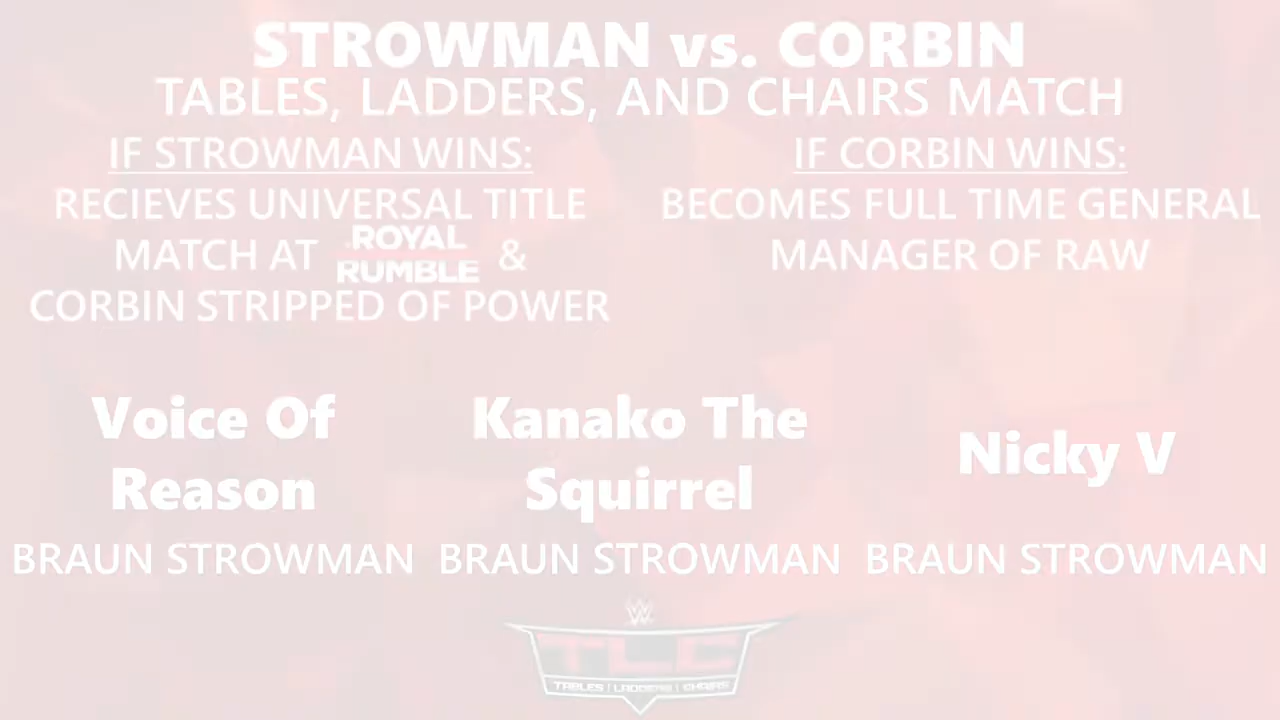 STROWMAN vs. CORBIN
TABLES, LADDERS, AND CHAIRS MATCH
IF STROWMAN WINS:
RECIEVES UNIVERSAL TITLE
MATCH AT ROYAL RUMBLE &
CORBIN STRIPPED OF POWER
IF CORBIN WINS:
BECOMES FULL TIME GENERAL
MANAGER OF RAW
Voice Of
Reason
BRAUN STROWMAN
Kanako The
Squirrel
BRAUN STROWMAN
Nicky V
BRAUN STROWMAN
W
TLC
TABLES | LADDERS | CHAIRS